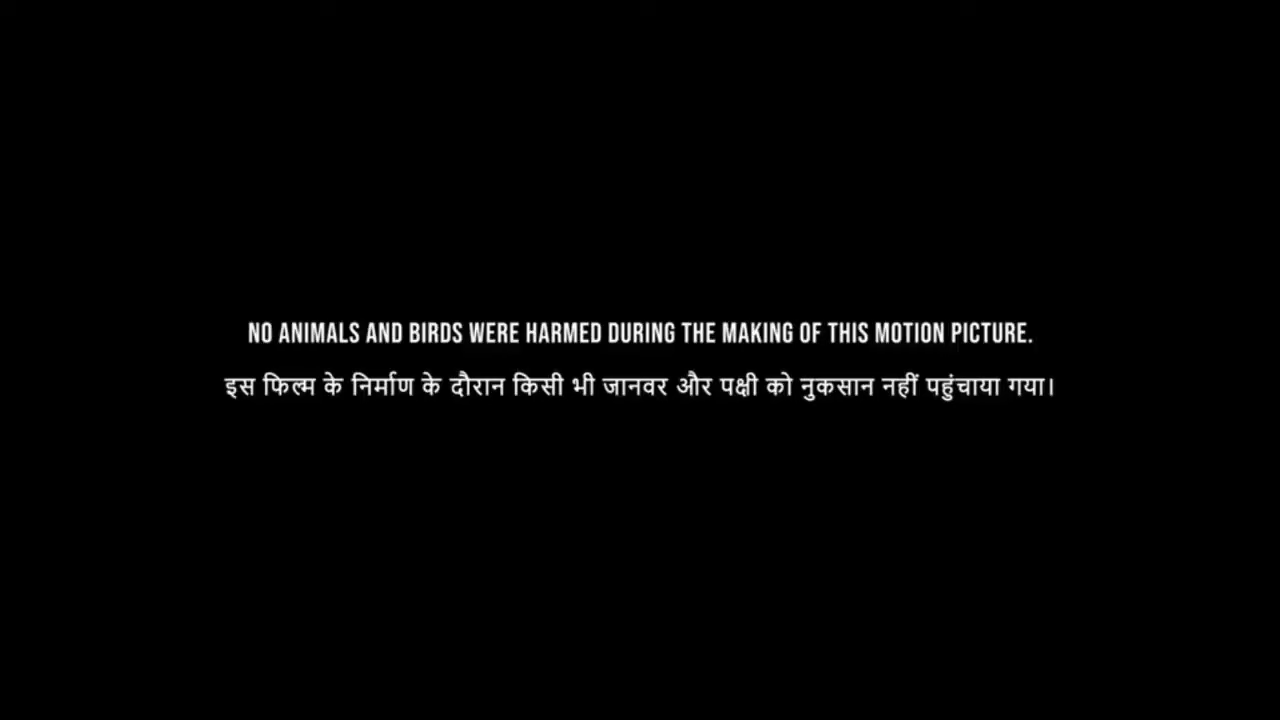 NO ANIMALS AND BIRDS WERE HARMED DURING THE MAKING OF THIS MOTION PICTURE.
इस फिल्म के निर्माण के दौरान किसी भी जानवर और पक्षी को नुकसान नहीं पहुंचाया गया।